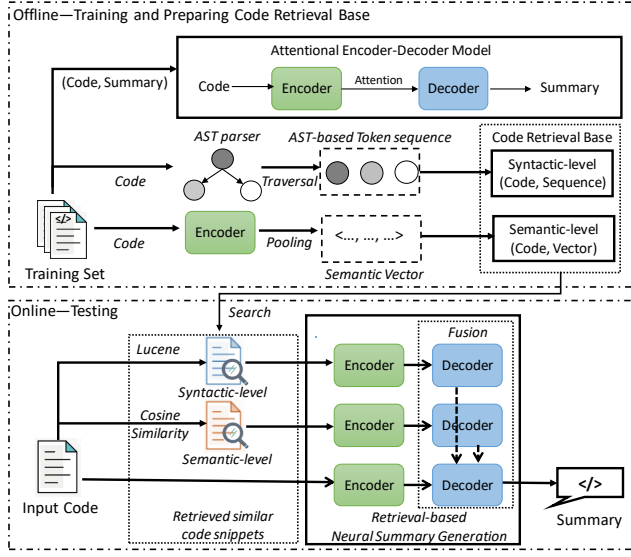 Offline—Training and Preparing Code Retrieval Base
Attentional Encoder-Decoder Model
(Code, Summary)
Code
Encoder
Attention
Decoder
Summary
AST parser
AST-based Token sequence
Code Retrieval Base
Code
Traversal
Syntactic-level
(Code, Sequence)
</>
Code
Encoder
Pooling
<..., ..., ...>
Semantic-level
(Code, Vector)
Training Set
Semantic Vector
Online—Testing
Search
Fusion
Lucene
Encoder
Decoder
Syntactic-level
Cosine
Similarity
Encoder
Decoder
Semantic-level
Encoder
Decoder
</>
Input Code
Retrieved similar
code snippets
Retrieval-based
Neural Summary Generation
Summary